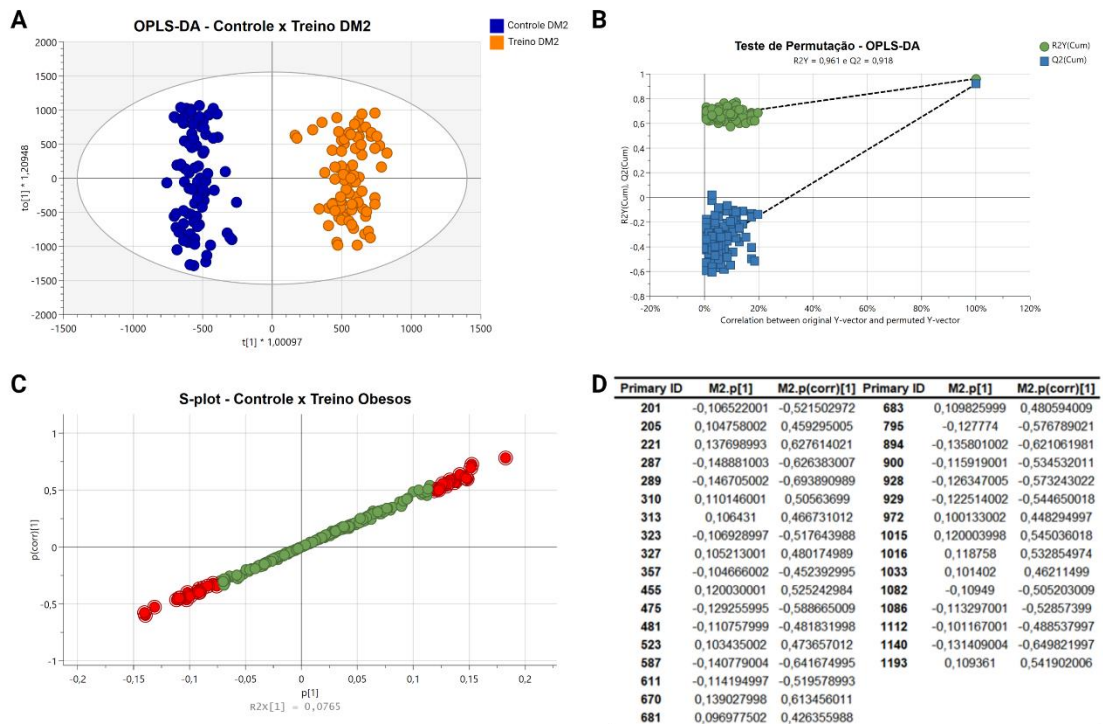 A
OPLS-DA - Controle x Treino DM2
Controle DM2
Treino DM2
2000
1500
1000
500
0
-500
-1000
-1500
-2000
to[1] * 1,20948
-1500 -1000 -500 0 500 1000 1500
t[1] * 1,00097
B
Teste de Permutação - OPLS-DA
R2Y = 0,961 e Q2 = 0,918
R2Y(Cum)
Q2(Cum)
1
0,8
0,6
0,4
0,2
0
-0,2
-0,4
-0,6
-0,8
R2Y(Cum), Q2(Cum)
-20% 0% 20% 40% 60% 80% 100% 120%
Correlation between original Y-vector and permuted Y-vector
C
S-plot - Controle x Treino Obesos
1
0,5
0
-0,5
-1
p(corr)[1]
-0,2 -0,15 -0,1 -0,05 0 0,05 0,1 0,15 0,2
p[1]
R2X[1] = 0,0765
D
Primary ID M2.p[1] M2.p(corr)[1] Primary ID M2.p[1] M2.p(corr)[1]
201 -0,106522001 -0,521502972 683 0,109825999 0,480594009
205 0,104758002 0,459295005 795 -0,127774 -0,576789021
221 0,137698993 0,627614021 894 -0,135801002 -0,621061981
287 -0,148881003 -0,626383007 900 -0,115919001 -0,534532011
289 -0,146705002 -0,693890989 928 -0,126347005 -0,573243022
310 0,110146001 0,50563699 929 -0,122514002 -0,544650018
313 0,106431 0,466731012 972 0,100133002 0,448294997
323 -0,106928997 -0,517643988 1015 0,120003998 0,545036018
327 0,105213001 0,480174989 1016 0,118758 0,532854974
357 -0,104666002 -0,452392995 1033 0,101402 0,46211499
455 0,120030001 0,525242984 1082 -0,10949 -0,505203009
475 -0,129255995 -0,588665009 1086 -0,113297001 -0,52857399
481 -0,110757999 -0,481831998 1112 -0,101167001 -0,488537997
523 0,103435002 0,473657012 1140 -0,131409004 -0,649821997
587 -0,140779004 -0,641674995 1193 0,109361 0,541902006
611 -0,114194997 -0,519578993
670 0,139027998 0,613456011
681 0,096977502 0,426355988